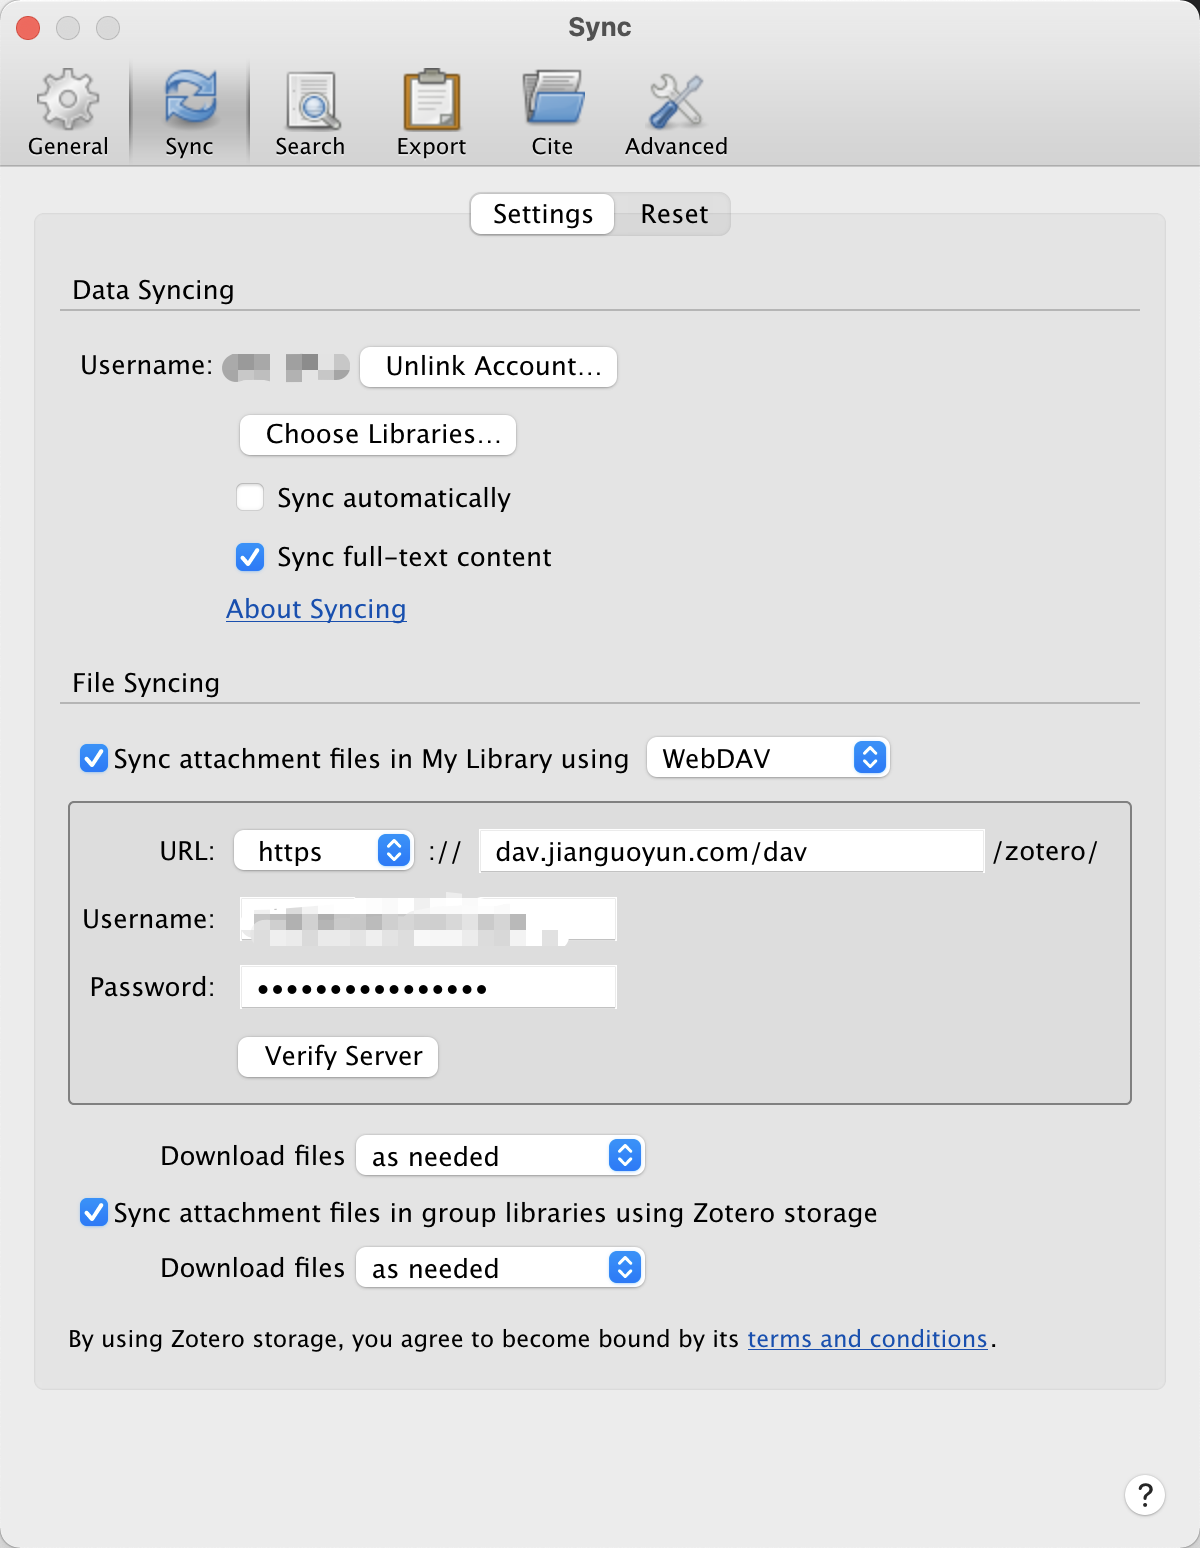 Sync
General Sync Search Export Cite Advanced
Settings Reset
Data Syncing
Username: Unlink Account...
Choose Libraries...
Sync automatically
Sync full-text content
About Syncing
File Syncing
Sync attachment files in My Library using WebDAV
URL: https :// dav.jianguoyun.com/dav /zotero/
Username:
Password: ••••••••••••••••
Verify Server
Download files as needed
Sync attachment files in group libraries using Zotero storage
Download files as needed
By using Zotero storage, you agree to become bound by its terms and conditions.
?